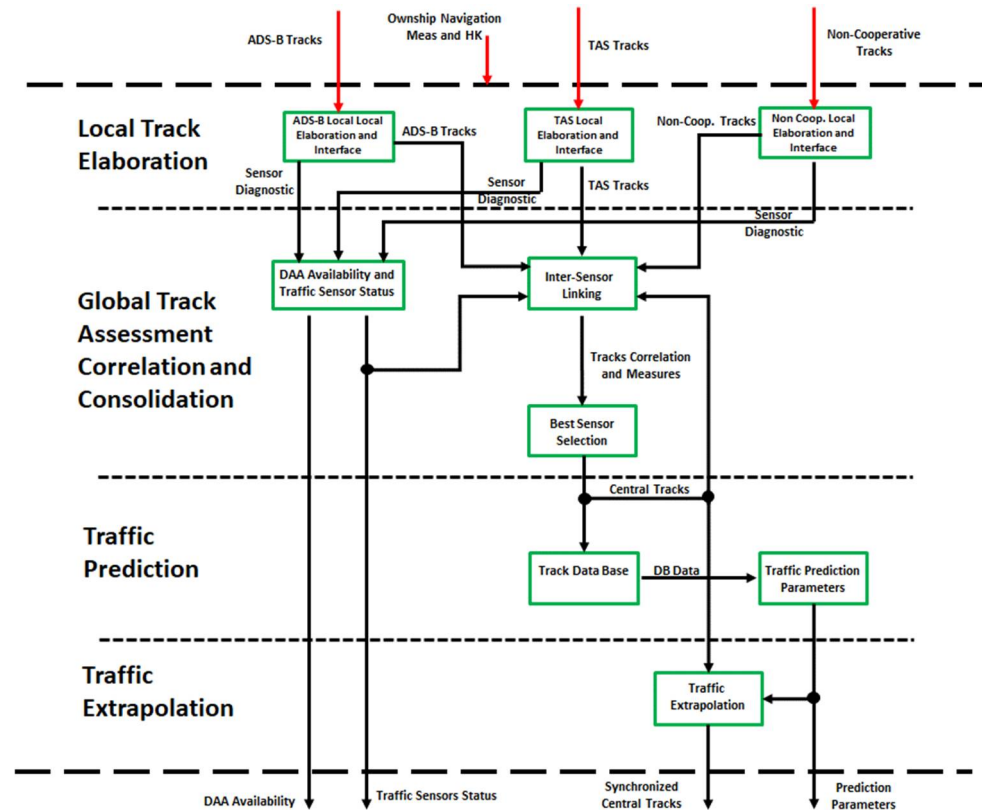 Ownship Navigation
Meas and HK
ADS-B Tracks
TAS Tracks
Non-Cooperative
Tracks
Local Track
Elaboration
ADS-B Local Local
Elaboration and
Interface
ADS-B Tracks
TAS Local
Elaboration and
Interface
Non-Coop. Tracks
Non Coop. Local
Elaboration and
Interface
Sensor
Diagnostic
Sensor
Diagnostic
TAS Tracks
Sensor
Diagnostic
Global Track
Assessment
Correlation and
Consolidation
DAA Availability and
Traffic Sensor Status
Inter-Sensor
Linking
Tracks Correlation
and Measures
Best Sensor
Selection
Central Tracks
Traffic
Prediction
Track Data Base
DB Data
Traffic Prediction
Parameters
Traffic
Extrapolation
Traffic
Extrapolation
DAA Availability
Traffic Sensors Status
Synchronized
Central Tracks
Prediction
Parameters